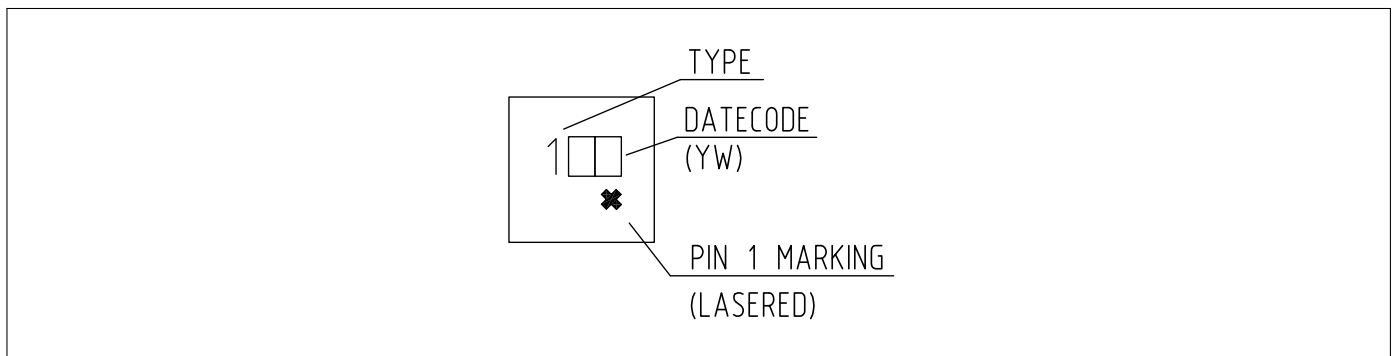 TYPE
DATECODE
(YW)
1
PIN 1 MARKING
(LASERED)